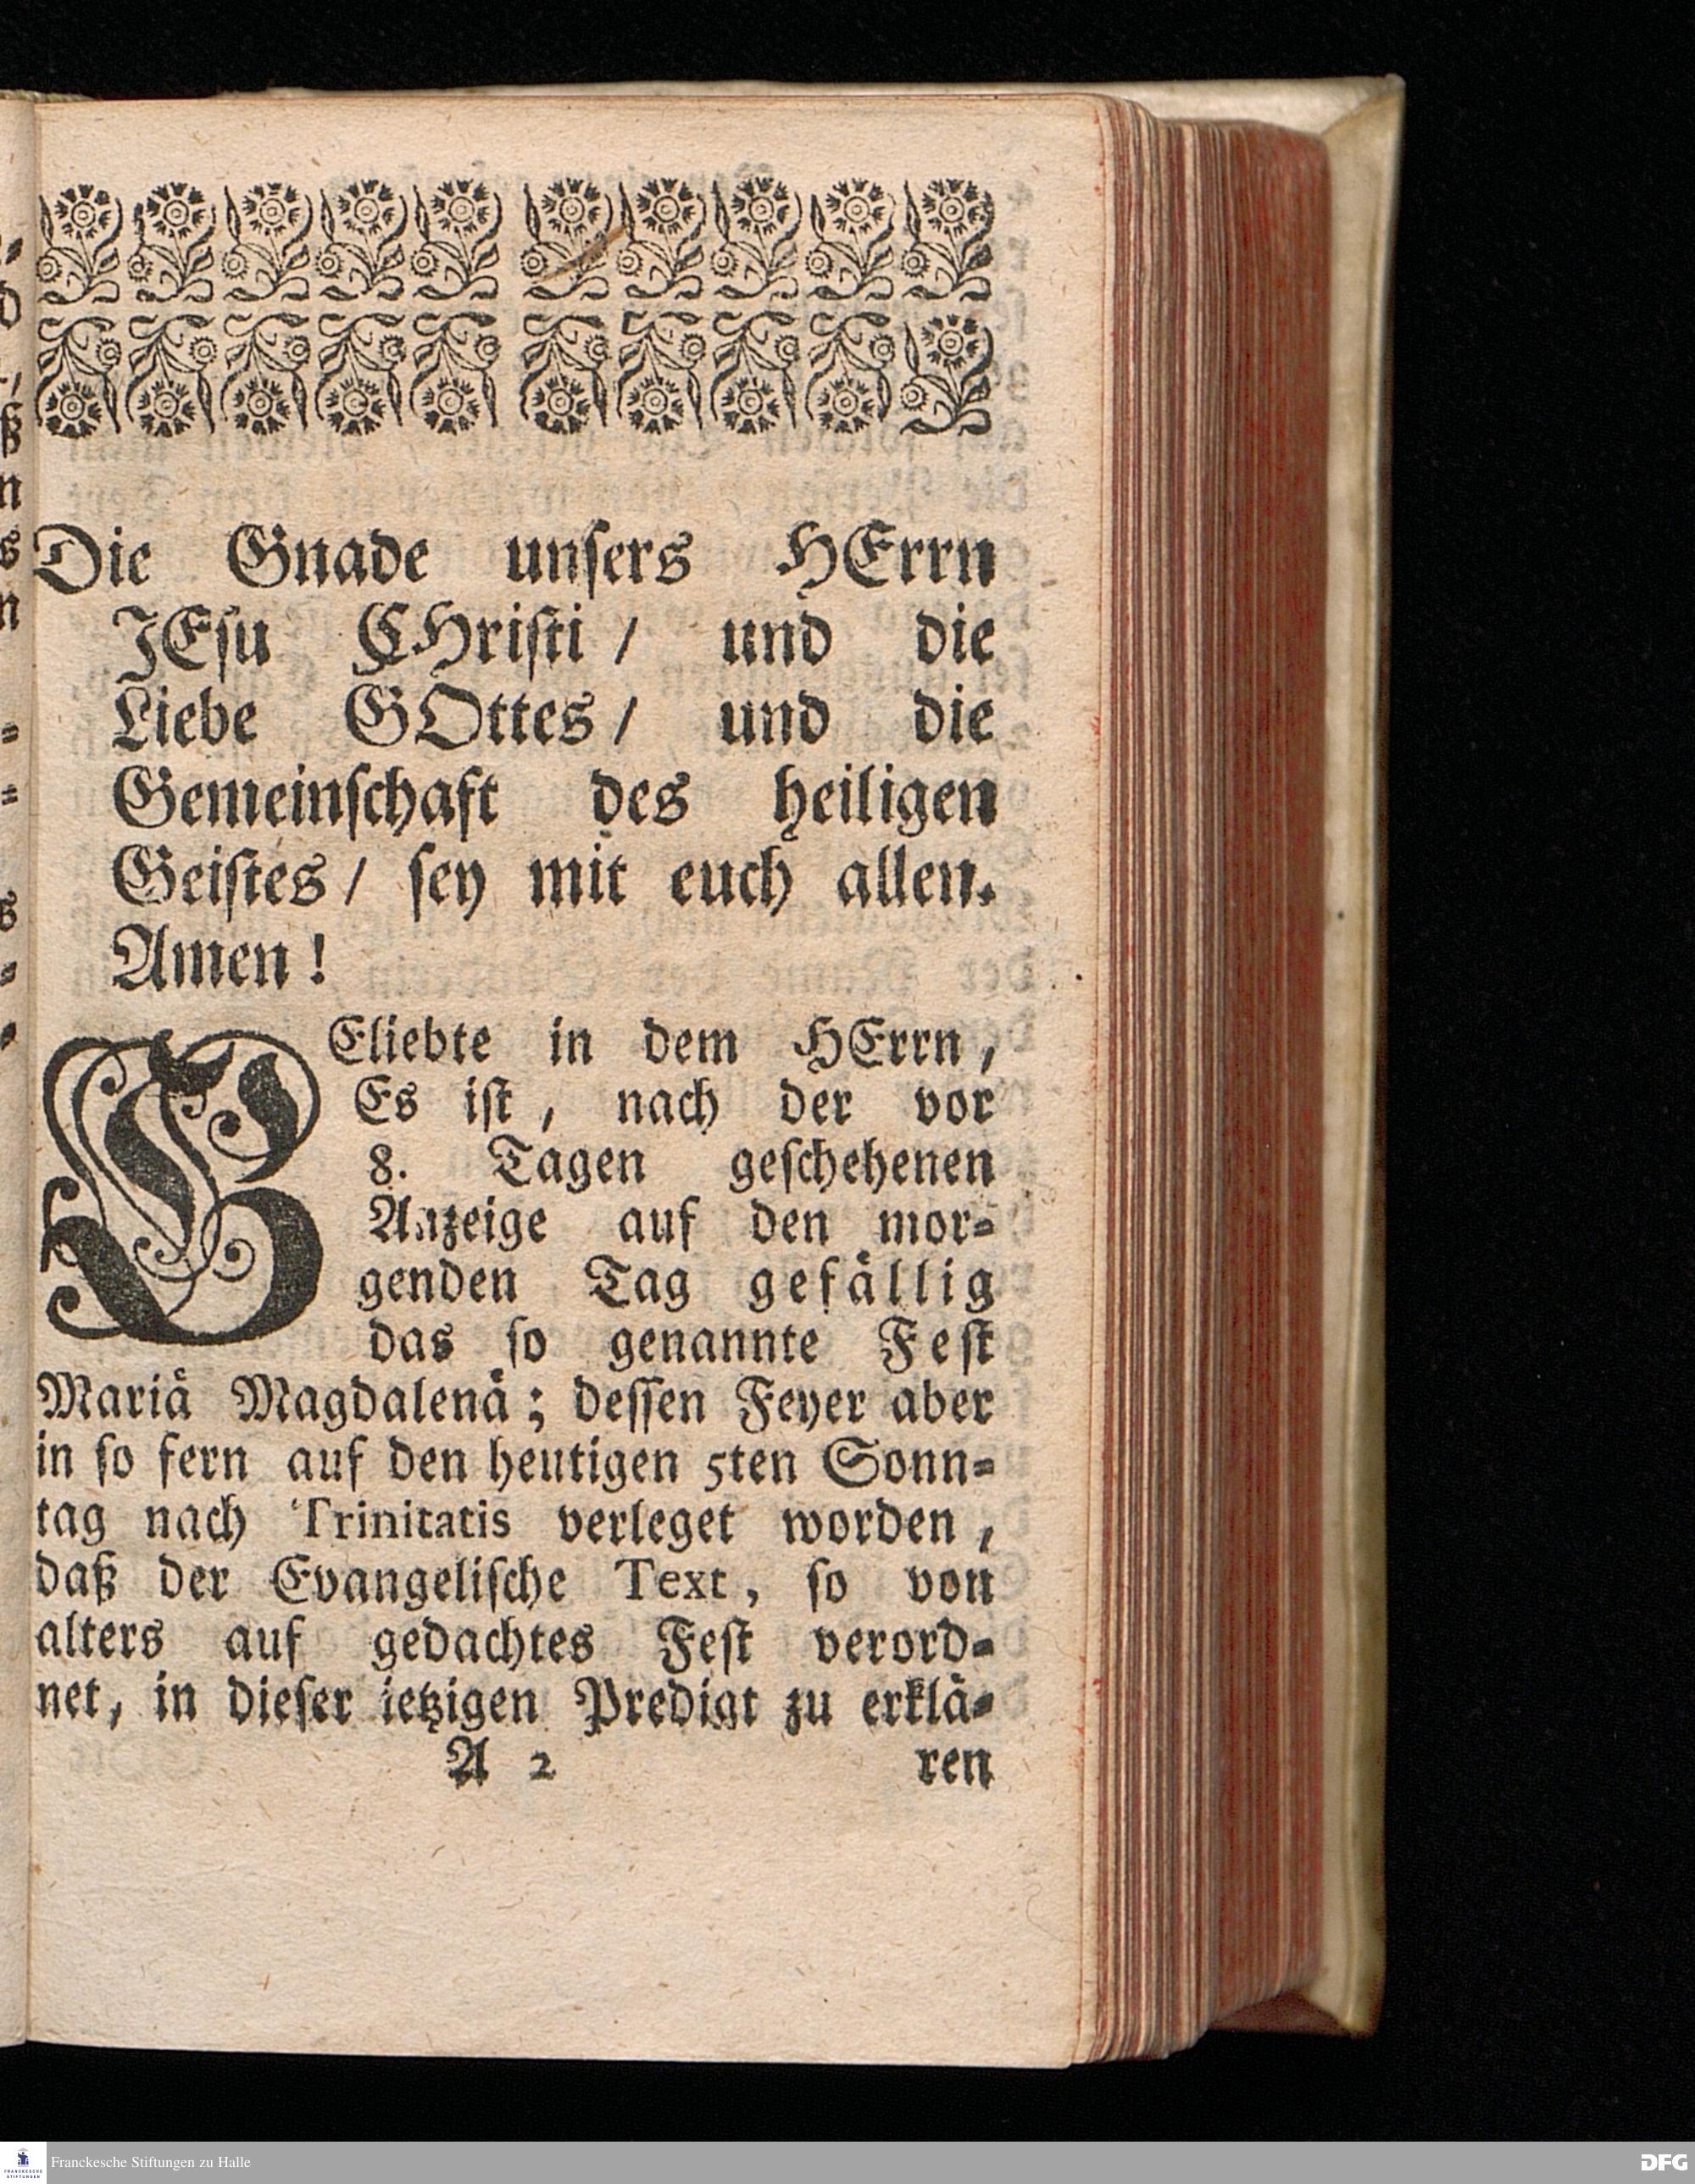 Die Gnade unſers HErrn
JEſu CHriſti / und die
Liebe GOttes / und die
Gemeinſchaft des heiligen
Geiſtes / ſey mit euch allen.
Amen!
GEliebte in dem HErrn,
Es iſt, nach der vor
8. Tagen geſchehenen
Anzeige auf den mor-
genden Tag gefällig
das ſo genannte Feſt
Mariä Magdalenä; deſſen Feyer aber
in ſo fern auf den heutigen 5ten Sonn-
tag nach Trinitatis verleget worden,
daß der Evangeliſche Text, ſo von
alters auf gedachtes Feſt verord-
net, in dieſer ietzigen Predigt zu erklä-
A 2 ren
Franckesche Stiftungen zu Halle
FRANCKESCHE
STIFTUNGEN
DFG